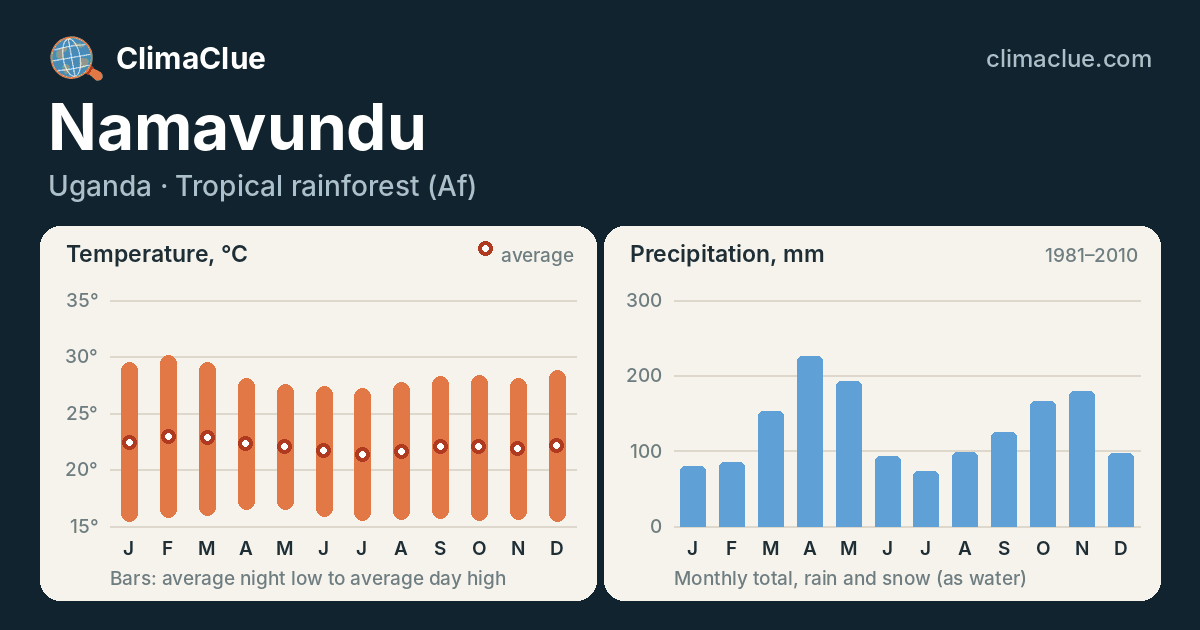 ClimaClue
climaclue.com
Namavundu
Uganda · Tropical rainforest (Af)
Temperature, °C
average
35°
30°
25°
20°
15°
J F M A M J J A S O N D
Bars: average night low to average day high
Precipitation, mm
1981–2010
300
200
100
0
J F M A M J J A S O N D
Monthly total, rain and snow (as water)